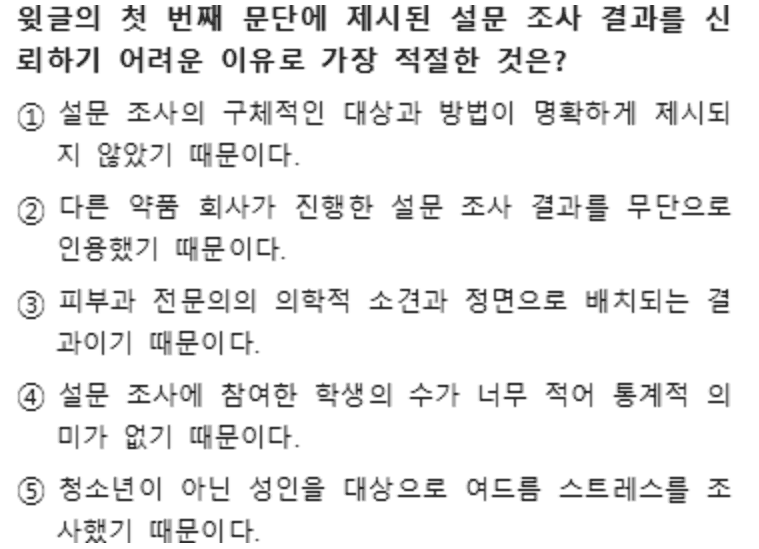 윗글의 첫 번째 문단에 제시된 설문 조사 결과를 신
뢰하기 어려운 이유로 가장 적절한 것은?
① 설문 조사의 구체적인 대상과 방법이 명확하게 제시되
지 않았기 때문이다.
② 다른 약품 회사가 진행한 설문 조사 결과를 무단으로
인용했기 때문이다.
③ 피부과 전문의의 의학적 소견과 정면으로 배치되는 결
과이기 때문이다.
④ 설문 조사에 참여한 학생의 수가 너무 적어 통계적 의
미가 없기 때문이다.
⑤ 청소년이 아닌 성인을 대상으로 여드름 스트레스를 조
사했기 때문이다.